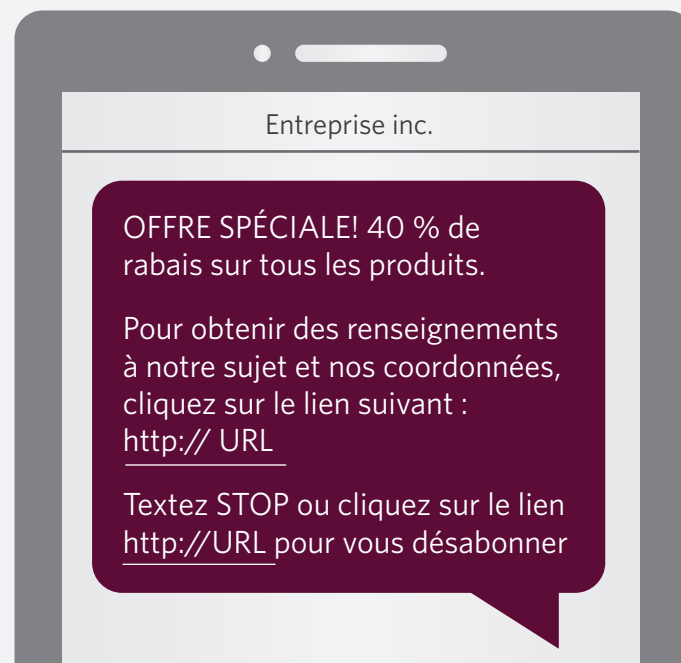 Entreprise inc.
OFFRE SPÉCIALE! 40 % de
rabais sur tous les produits.
Pour obtenir des renseignements
à notre sujet et nos coordonnées,
cliquez sur le lien suivant :
http:// URL
Textez STOP ou cliquez sur le lien
http://URL pour vous désabonner